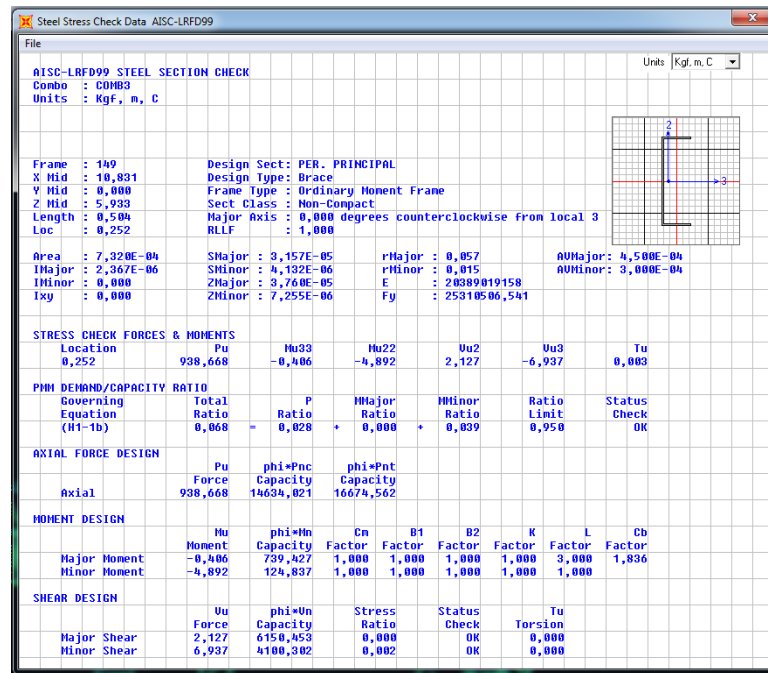 Steel Stress Check Data AISC-LRFD99
File
Units Kgf, m, C
AISC-LRFD99 STEEL SECTION CHECK
Combo : COMB3
Units : Kgf, m, C
2
3
Frame : 149 Design Sect: PER. PRINCIPAL
X Mid : 10,831 Design Type: Brace
Y Mid : 0,000 Frame Type : Ordinary Moment Frame
Z Mid : 5,933 Sect Class : Non-Compact
Length : 0,504 Major Axis : 0,000 degrees counterclockwise from local 3
Loc : 0,252 RLLF : 1,000
Area : 7,320E-04 SMajor : 3,157E-05 rMajor : 0,057 AVMajor: 4,500E-04
IMajor : 2,367E-06 SMinor : 4,132E-06 rMinor : 0,015 AVMinor: 3,000E-04
IMinor : 0,000 ZMajor : 3,760E-05 E : 20389019158
Ixy : 0,000 ZMinor : 7,255E-06 Fy : 25310506,541
STRESS CHECK FORCES & MOMENTS
Location Pu Mu33 Mu22 Vu2 Vu3 Tu
0,252 938,668 -0,406 -4,892 2,127 -6,937 0,003
PMM DEMAND/CAPACITY RATIO
Governing Total P MMajor MMinor Ratio Status
Equation Ratio Ratio Ratio Ratio Limit Check
(H1-1b) 0,068 = 0,028 + 0,000 + 0,039 0,950 OK
AXIAL FORCE DESIGN
Pu phi*Pnc phi*Pnt
Force Capacity Capacity
Axial 938,668 14634,021 16674,562
MOMENT DESIGN
Mu phi*Mn Cm B1 B2 K L Cb
Moment Capacity Factor Factor Factor Factor Factor Factor
Major Moment -0,406 739,427 1,000 1,000 1,000 1,000 3,000 1,836
Minor Moment -4,892 124,837 1,000 1,000 1,000 1,000 1,000
SHEAR DESIGN
Vu phi*Vn Stress Status Tu
Force Capacity Ratio Check Torsion
Major Shear 2,127 6150,453 0,000 OK 0,000
Minor Shear 6,937 4100,302 0,002 OK 0,000